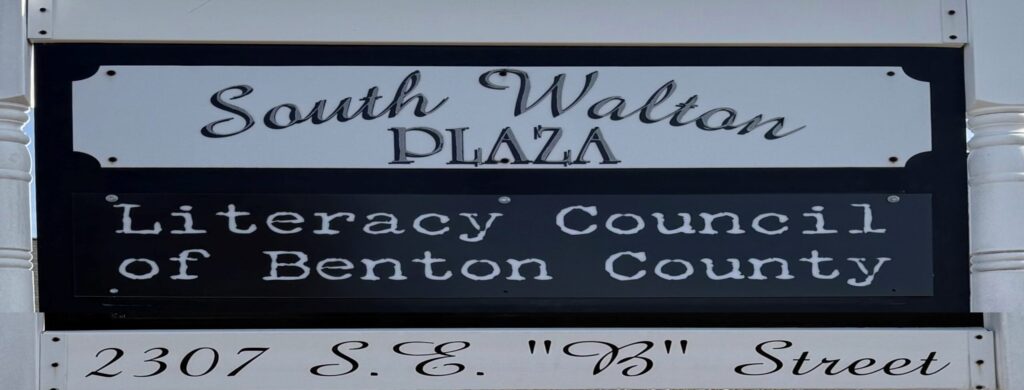 South Walton
PLAZA
Literacy Council
of Benton County
2307 S.E. "B" Street